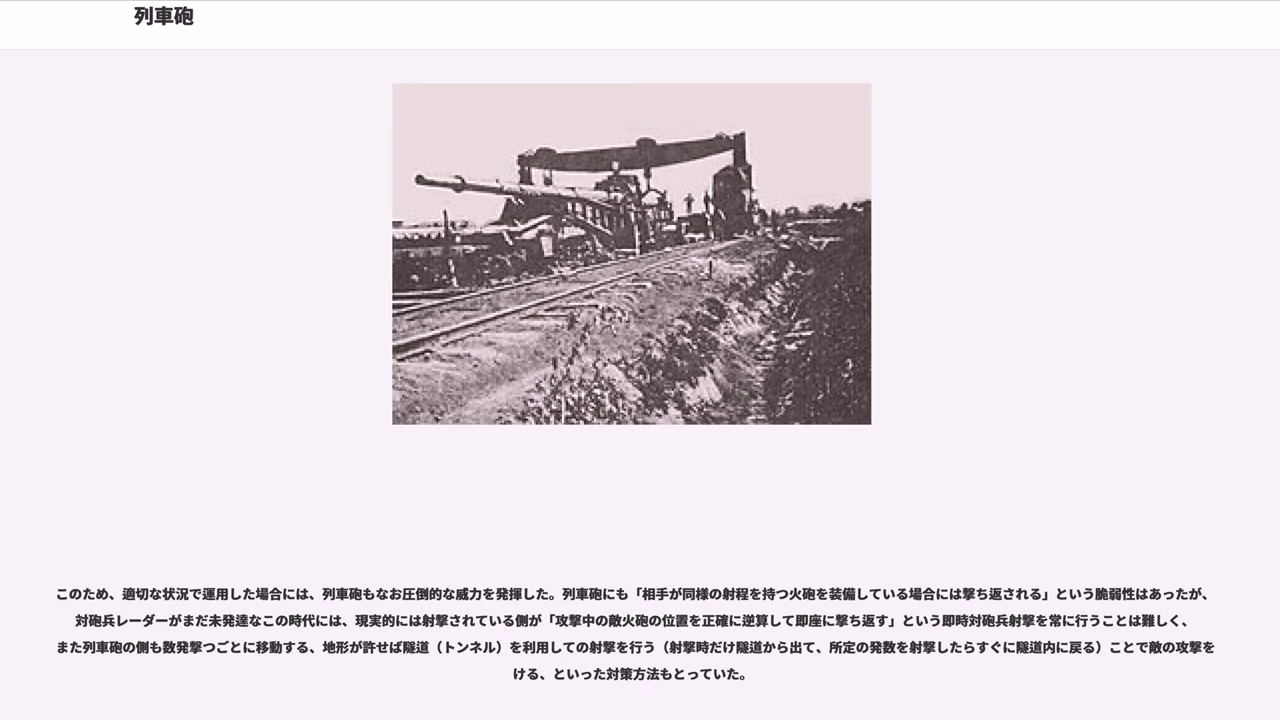 列車砲
このため、適切な状況で運用した場合には、列車砲もなお圧倒的な威力を発揮した。列車砲にも「相手が同様の射程を持つ火砲を装備している場合には撃ち返される」という脆弱性はあったが、
対砲兵レーダーがまだ未発達なこの時代には、現実的には射撃されている側が「攻撃中の敵火砲の位置を正確に逆算して即座に撃ち返す」という即時対砲兵射撃を常に行うことは難しく、
また列車砲の側も数発撃つごとに移動する、地形が許せば隧道（トンネル）を利用しての射撃を行う（射撃時だけ隧道から出て、所定の発数を射撃したらすぐに隧道内に戻る）ことで敵の攻撃を
ける、といった対策方法もとっていた。